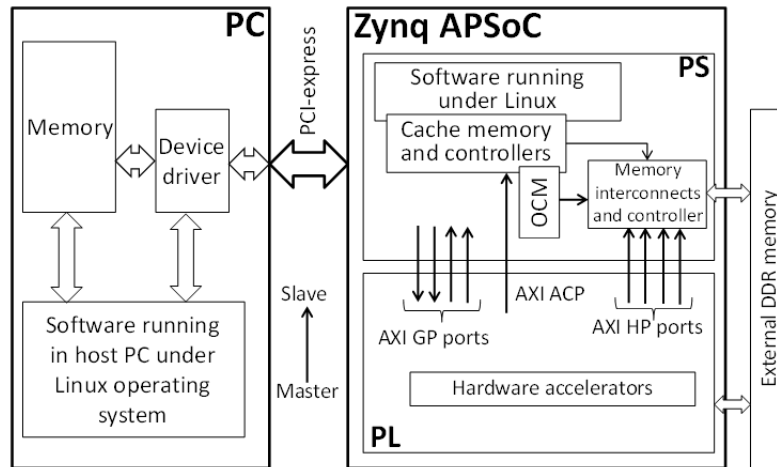 PC
Memory
Device
driver
Software running
in host PC under
Linux operating
system
PCI-express
Slave
Master
Zynq APSoC
PS
Software running
under Linux
Cache memory
and controllers
OCM
Memory
interconnects
and controller
AXI GP ports
AXI ACP
AXI HP ports
Hardware accelerators
PL
External DDR memory